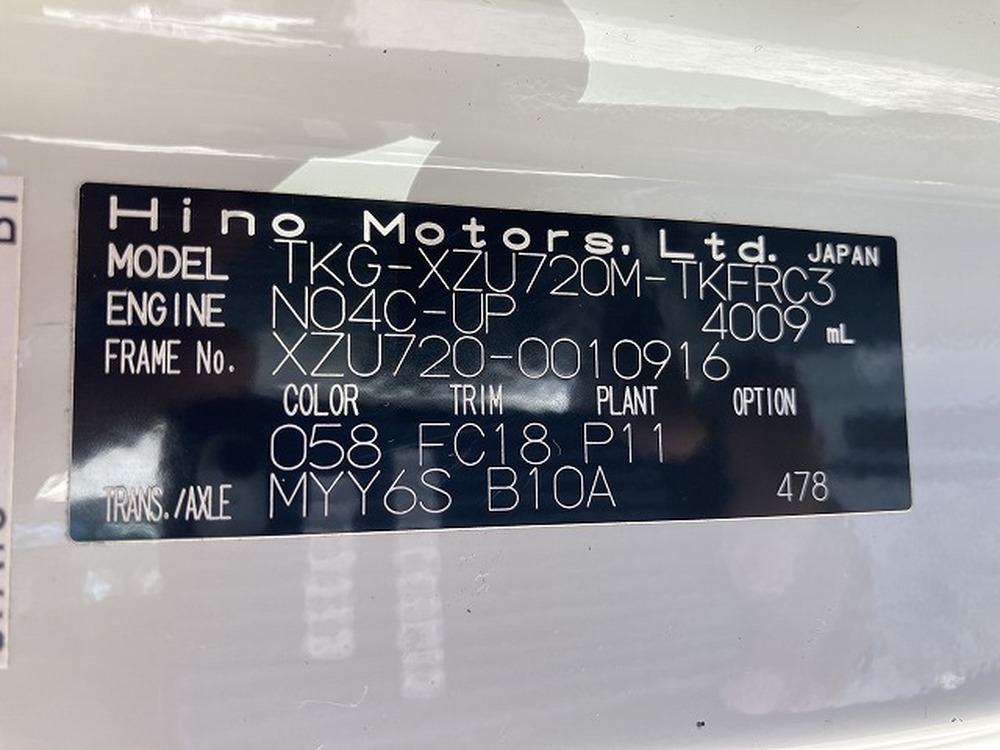 Hino Motors, Ltd. JAPAN
MODEL TKG-XZU720M-TKFRC3
ENGINE N04C-UP 4009 mL
FRAME No. XZU720-0010916
COLOR TRIM PLANT OPTION
058 FC18 P11
TRANS./AXLE MYY6S B10A 478